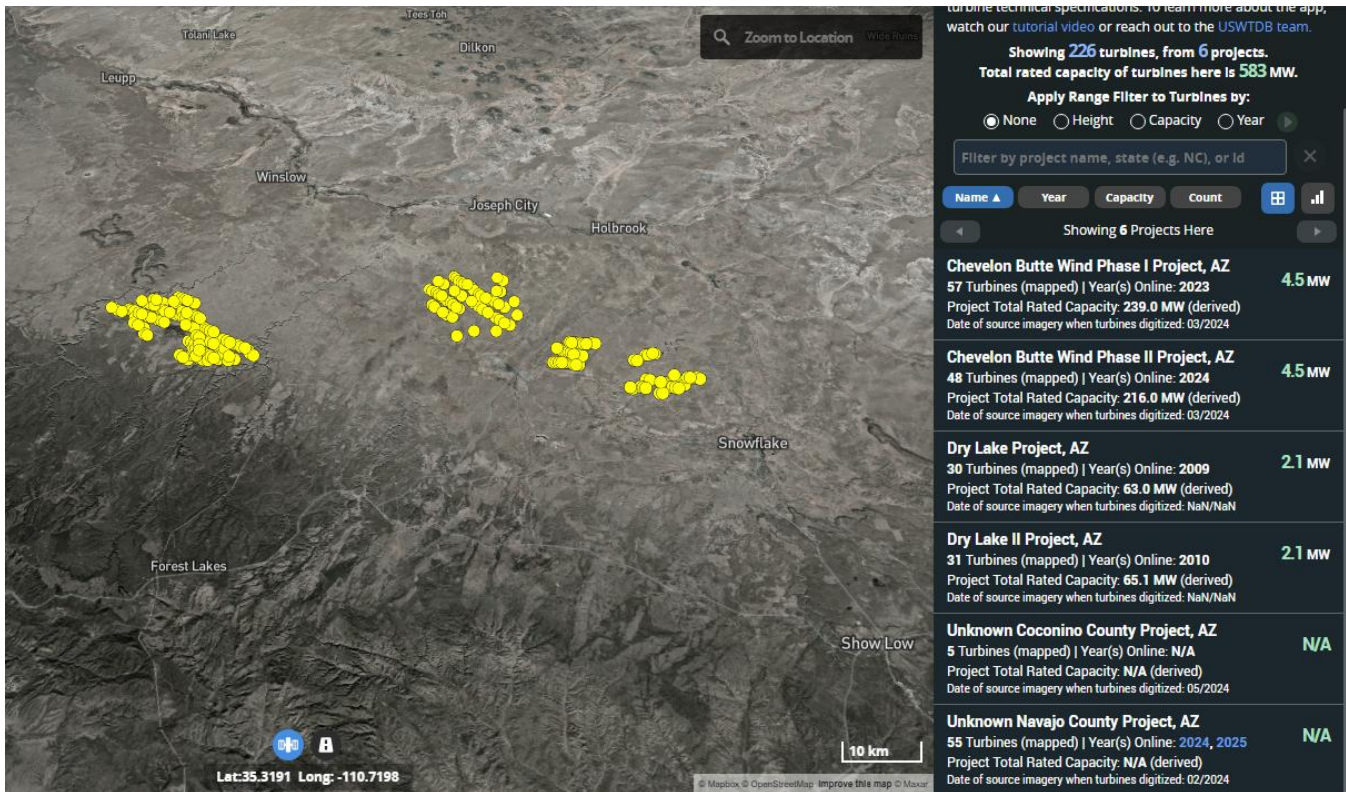 Tees Toh
Tolani Lake
Dilkon
Leupp
Zoom to Location
Wide Ruins
Winslow
Joseph City
Holbrook
Snowflake
Forest Lakes
Show Low
10 km
Lat:35.3191 Long: -110.7198
© Mapbox © OpenStreetMap Improve this map © Maxar
turbine technical specifications. To learn more about the app,
watch our tutorial video or reach out to the USWTDB team.
Showing 226 turbines, from 6 projects.
Total rated capacity of turbines here is 583 MW.
Apply Range Filter to Turbines by:
None Height Capacity Year
Filter by project name, state (e.g. NC), or Id
Name ▲ Year Capacity Count
Showing 6 Projects Here
Chevelon Butte Wind Phase I Project, AZ
4.5 MW
57 Turbines (mapped) | Year(s) Online: 2023
Project Total Rated Capacity: 239.0 MW (derived)
Date of source imagery when turbines digitized: 03/2024
Chevelon Butte Wind Phase II Project, AZ
4.5 MW
48 Turbines (mapped) | Year(s) Online: 2024
Project Total Rated Capacity: 216.0 MW (derived)
Date of source imagery when turbines digitized: 03/2024
Dry Lake Project, AZ
2.1 MW
30 Turbines (mapped) | Year(s) Online: 2009
Project Total Rated Capacity: 63.0 MW (derived)
Date of source imagery when turbines digitized: NaN/NaN
Dry Lake II Project, AZ
2.1 MW
31 Turbines (mapped) | Year(s) Online: 2010
Project Total Rated Capacity: 65.1 MW (derived)
Date of source imagery when turbines digitized: NaN/NaN
Unknown Coconino County Project, AZ
N/A
5 Turbines (mapped) | Year(s) Online: N/A
Project Total Rated Capacity: N/A (derived)
Date of source imagery when turbines digitized: 05/2024
Unknown Navajo County Project, AZ
N/A
55 Turbines (mapped) | Year(s) Online: 2024, 2025
Project Total Rated Capacity: N/A (derived)
Date of source imagery when turbines digitized: 02/2024